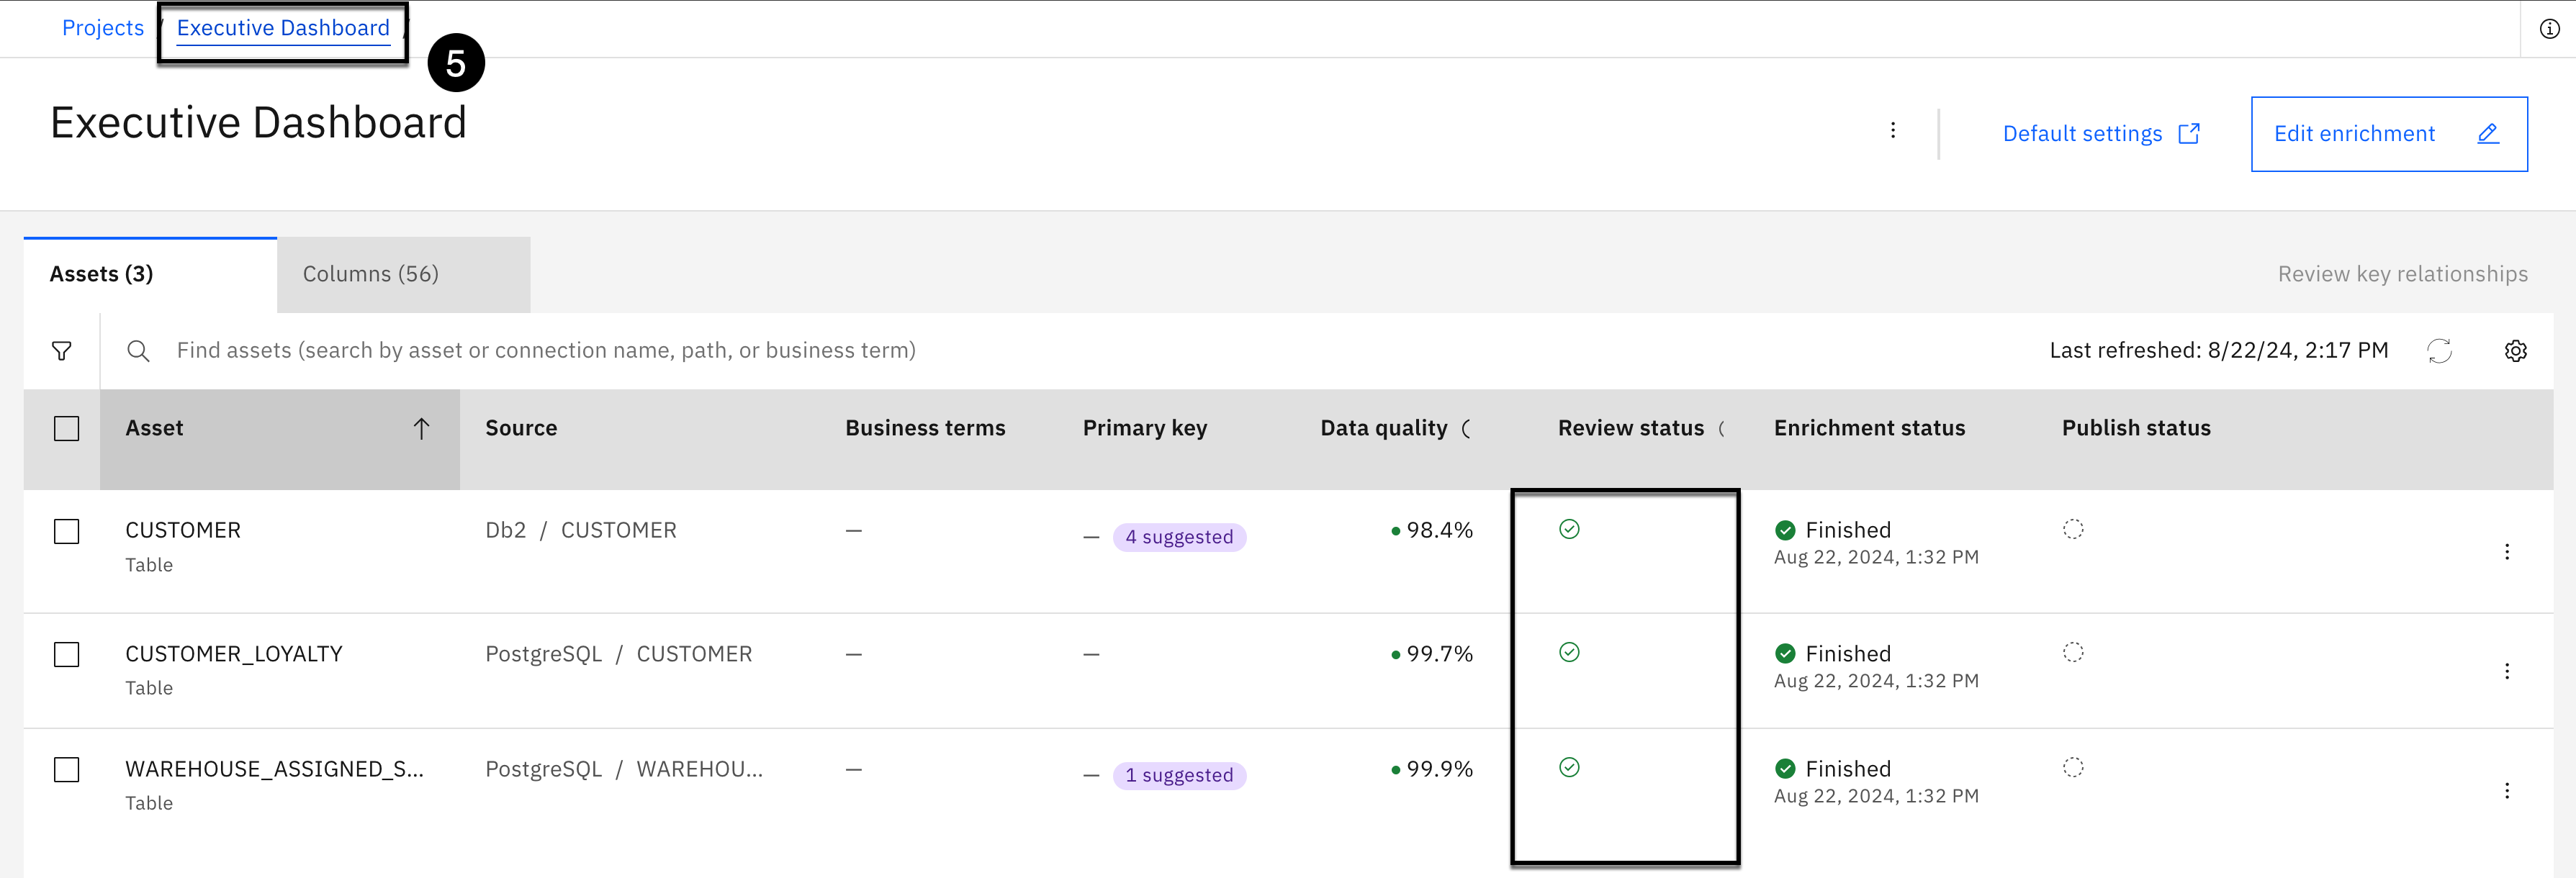 Projects / Executive Dashboard /
5
Executive Dashboard
Default settings
Edit enrichment
Assets (3)
Columns (56)
Review key relationships
Find assets (search by asset or connection name, path, or business term)
Last refreshed: 8/22/24, 2:17 PM
Asset Source Business terms Primary key Data quality Review status Enrichment status Publish status
CUSTOMER Db2 / CUSTOMER — — 4 suggested 98.4% Finished
Table Aug 22, 2024, 1:32 PM
CUSTOMER_LOYALTY PostgreSQL / CUSTOMER — — 99.7% Finished
Table Aug 22, 2024, 1:32 PM
WAREHOUSE_ASSIGNED_S... PostgreSQL / WAREHOU... — — 1 suggested 99.9% Finished
Table Aug 22, 2024, 1:32 PM